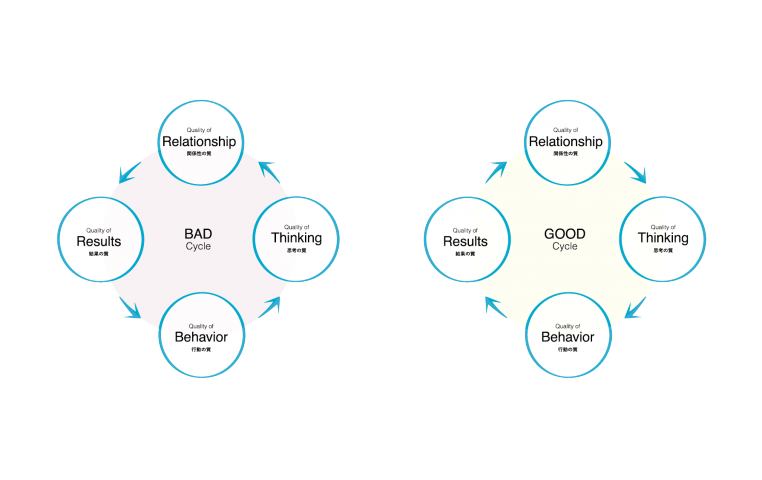 Quality of
Relationship
関係性の質
Quality of
Results
結果の質
BAD
Cycle
Quality of
Thinking
思考の質
Quality of
Behavior
行動の質
Quality of
Relationship
関係性の質
Quality of
Results
結果の質
GOOD
Cycle
Quality of
Thinking
思考の質
Quality of
Behavior
行動の質